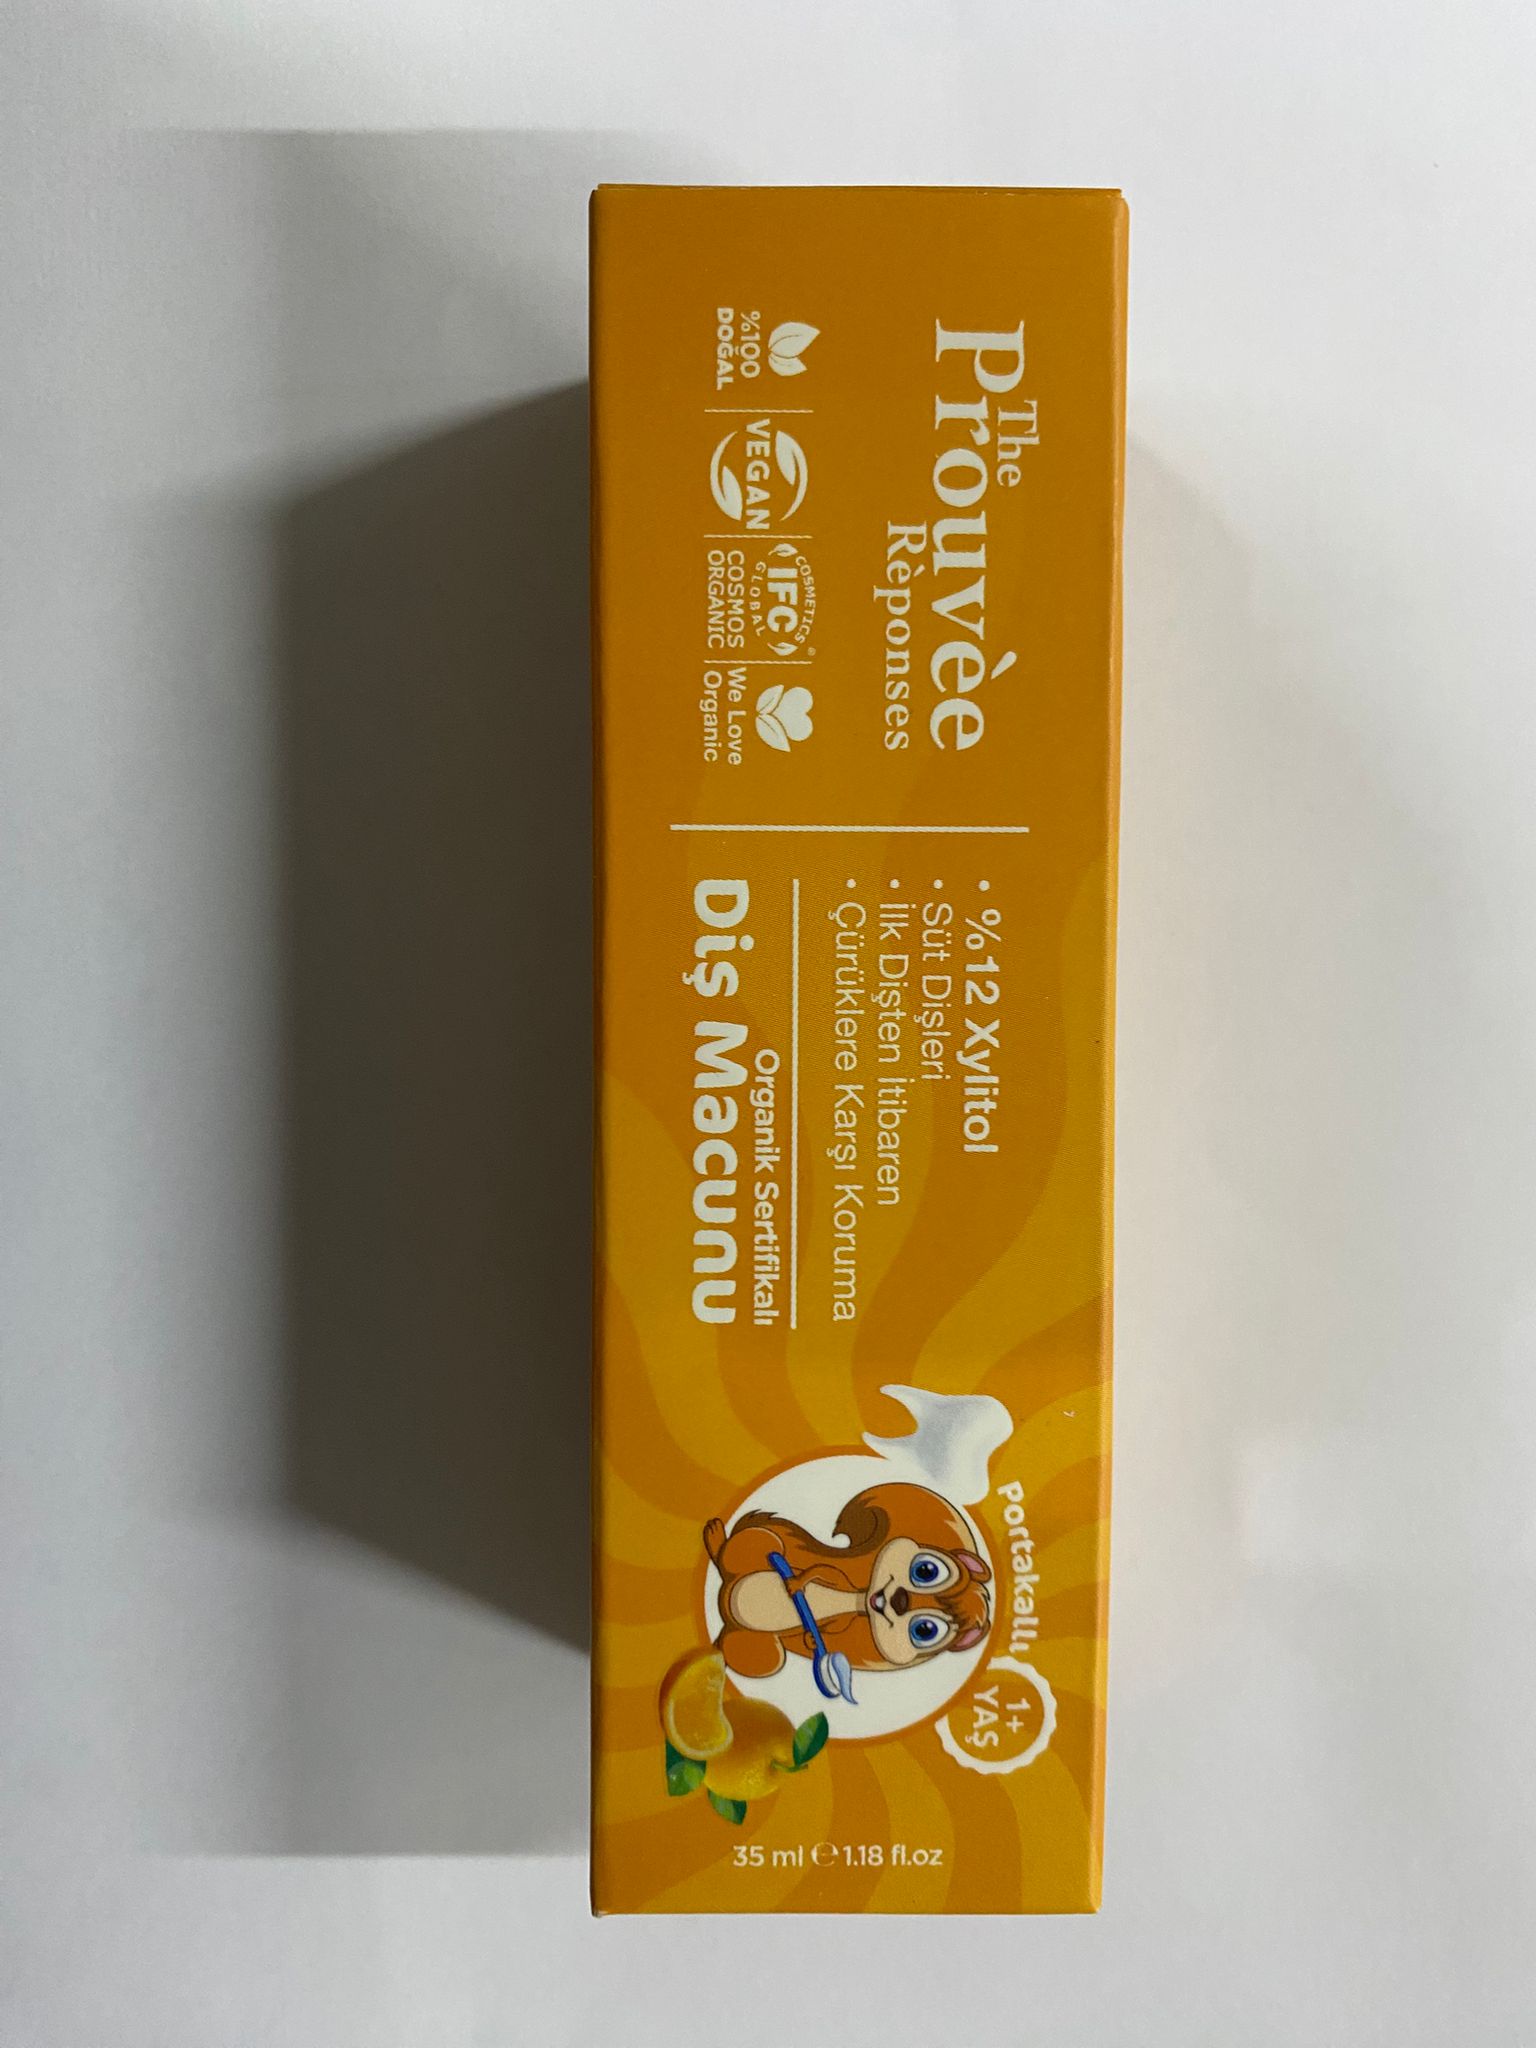 The
Prouvèe
Rèponses
%100
DOĞAL
VEGAN
COSMETICS
IFC
GLOBAL
®
COSMOS
ORGANIC
We Love
Organic
• %12 Xylitol
• Süt Dişleri
• İlk Dişten İtibaren
• Çürüklere Karşı Koruma
Organik Sertifikalı
Diş Macunu
Portakallı
1+
YAŞ
35 ml ℮ 1.18 fl.oz